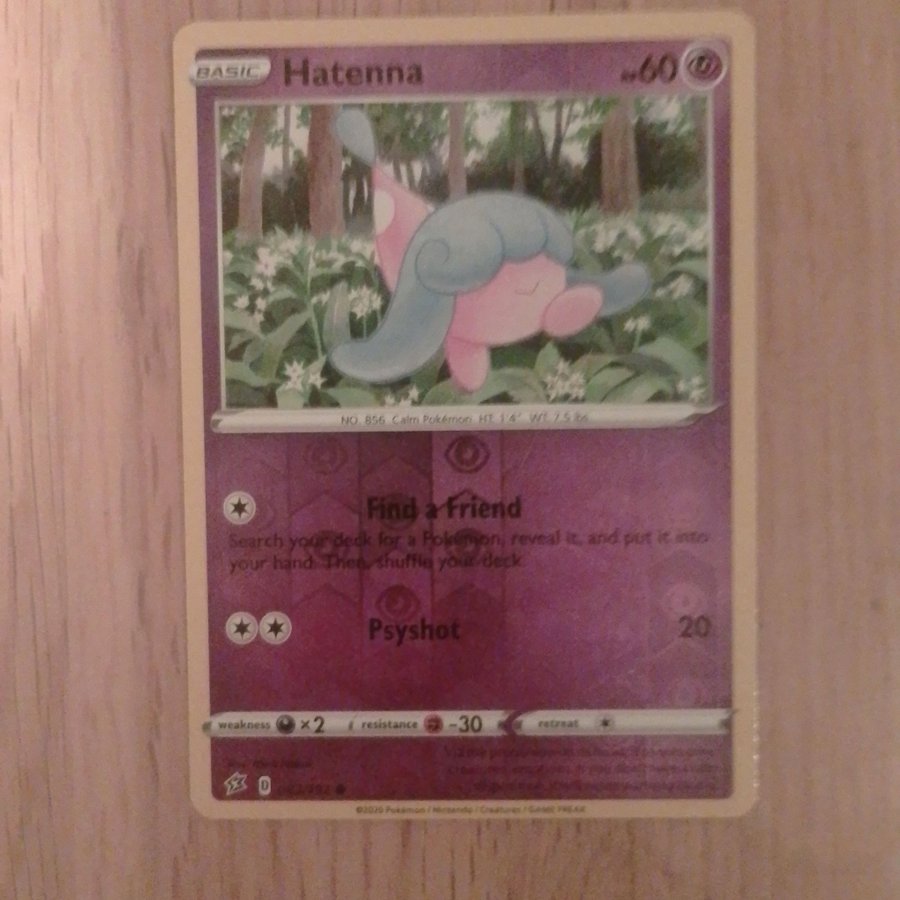 BASIC Hatenna HP60
NO. 856 Calm Pokémon HT: 1'4" WT: 7.5 lbs
Find a Friend
Search your deck for a Pokémon, reveal it, and put it into
your hand. Then, shuffle your deck.
Psyshot 20
weakness ×2 resistance -30 retreat
D /192
©2020 Pokémon / Nintendo / Creatures / GAME FREAK